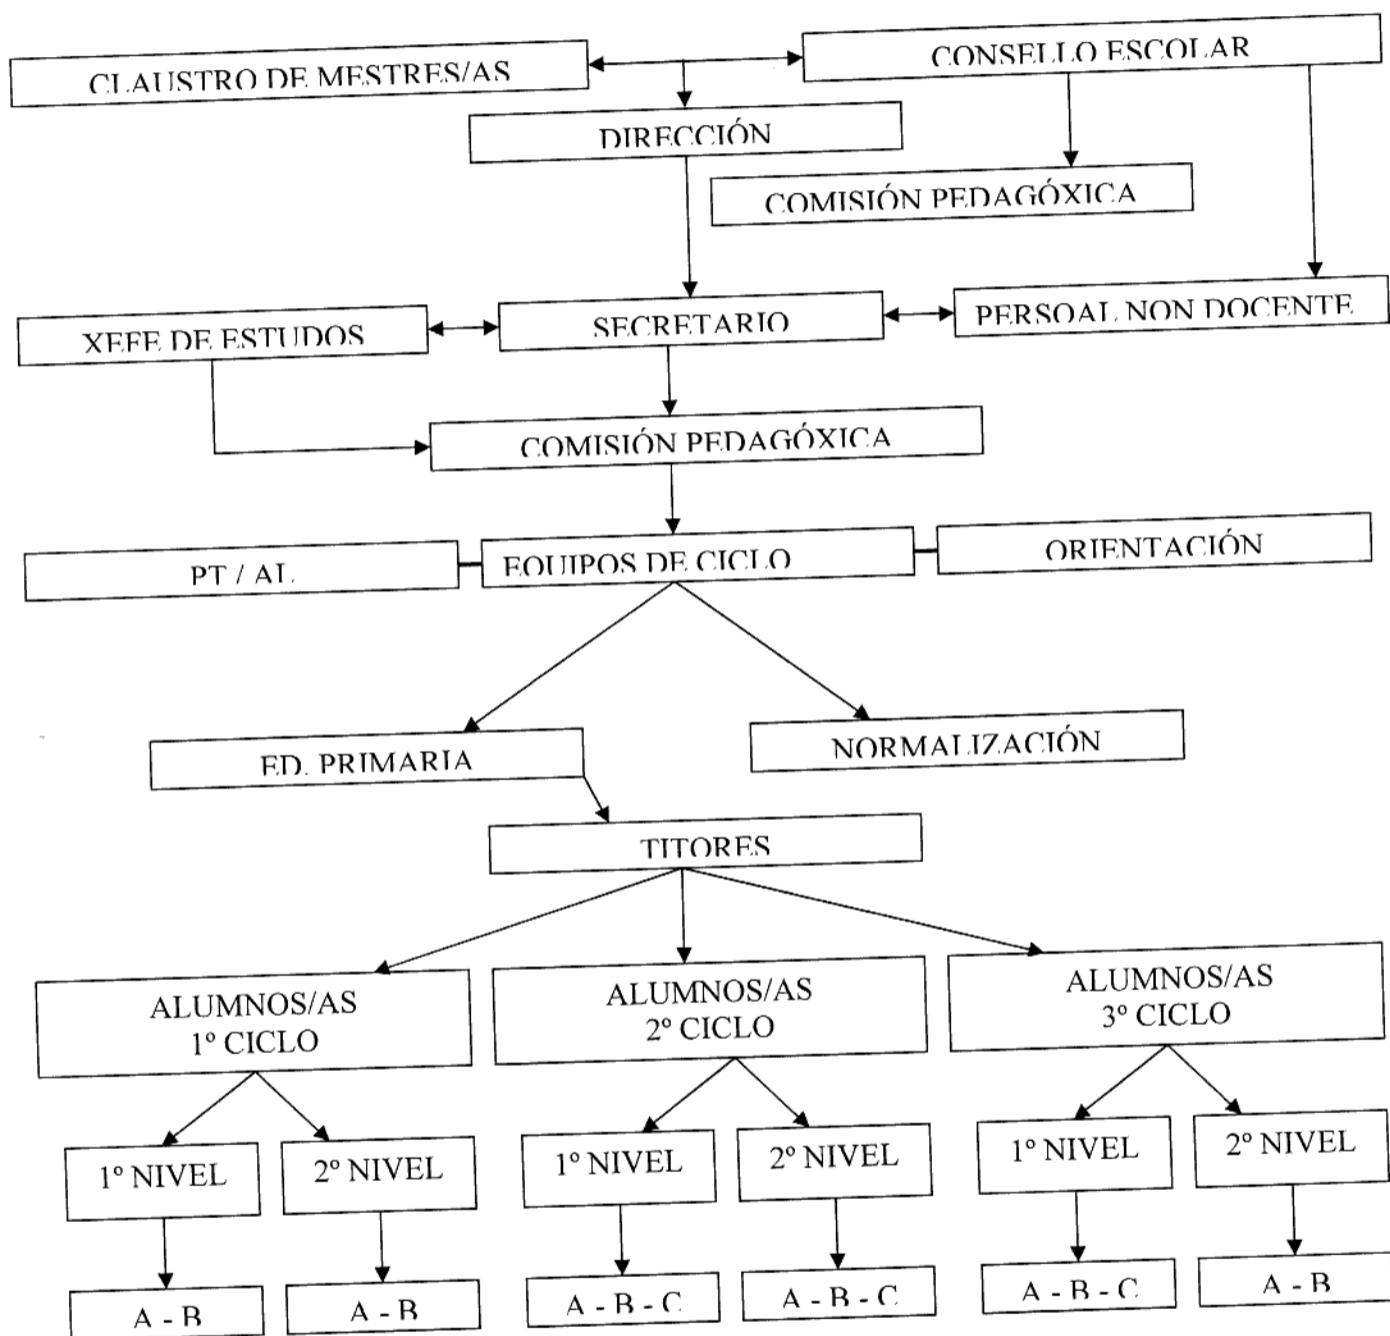 CLAUSTRO DE MESTRES/AS
CONSELLO ESCOLAR
DIRECCIÓN
COMISIÓN PEDAGÓXICA
XEFE DE ESTUDOS
SECRETARIO
PERSOAL NON DOCENTE
COMISIÓN PEDAGÓXICA
PT / AL
EQUIPOS DE CICLO
ORIENTACIÓN
ED. PRIMARIA
NORMALIZACIÓN
TITORES
ALUMNOS/AS
1º CICLO
ALUMNOS/AS
2º CICLO
ALUMNOS/AS
3º CICLO
1º NIVEL
2º NIVEL
1º NIVEL
2º NIVEL
1º NIVEL
2º NIVEL
A - B
A - B
A - B - C
A - B - C
A - B - C
A - B